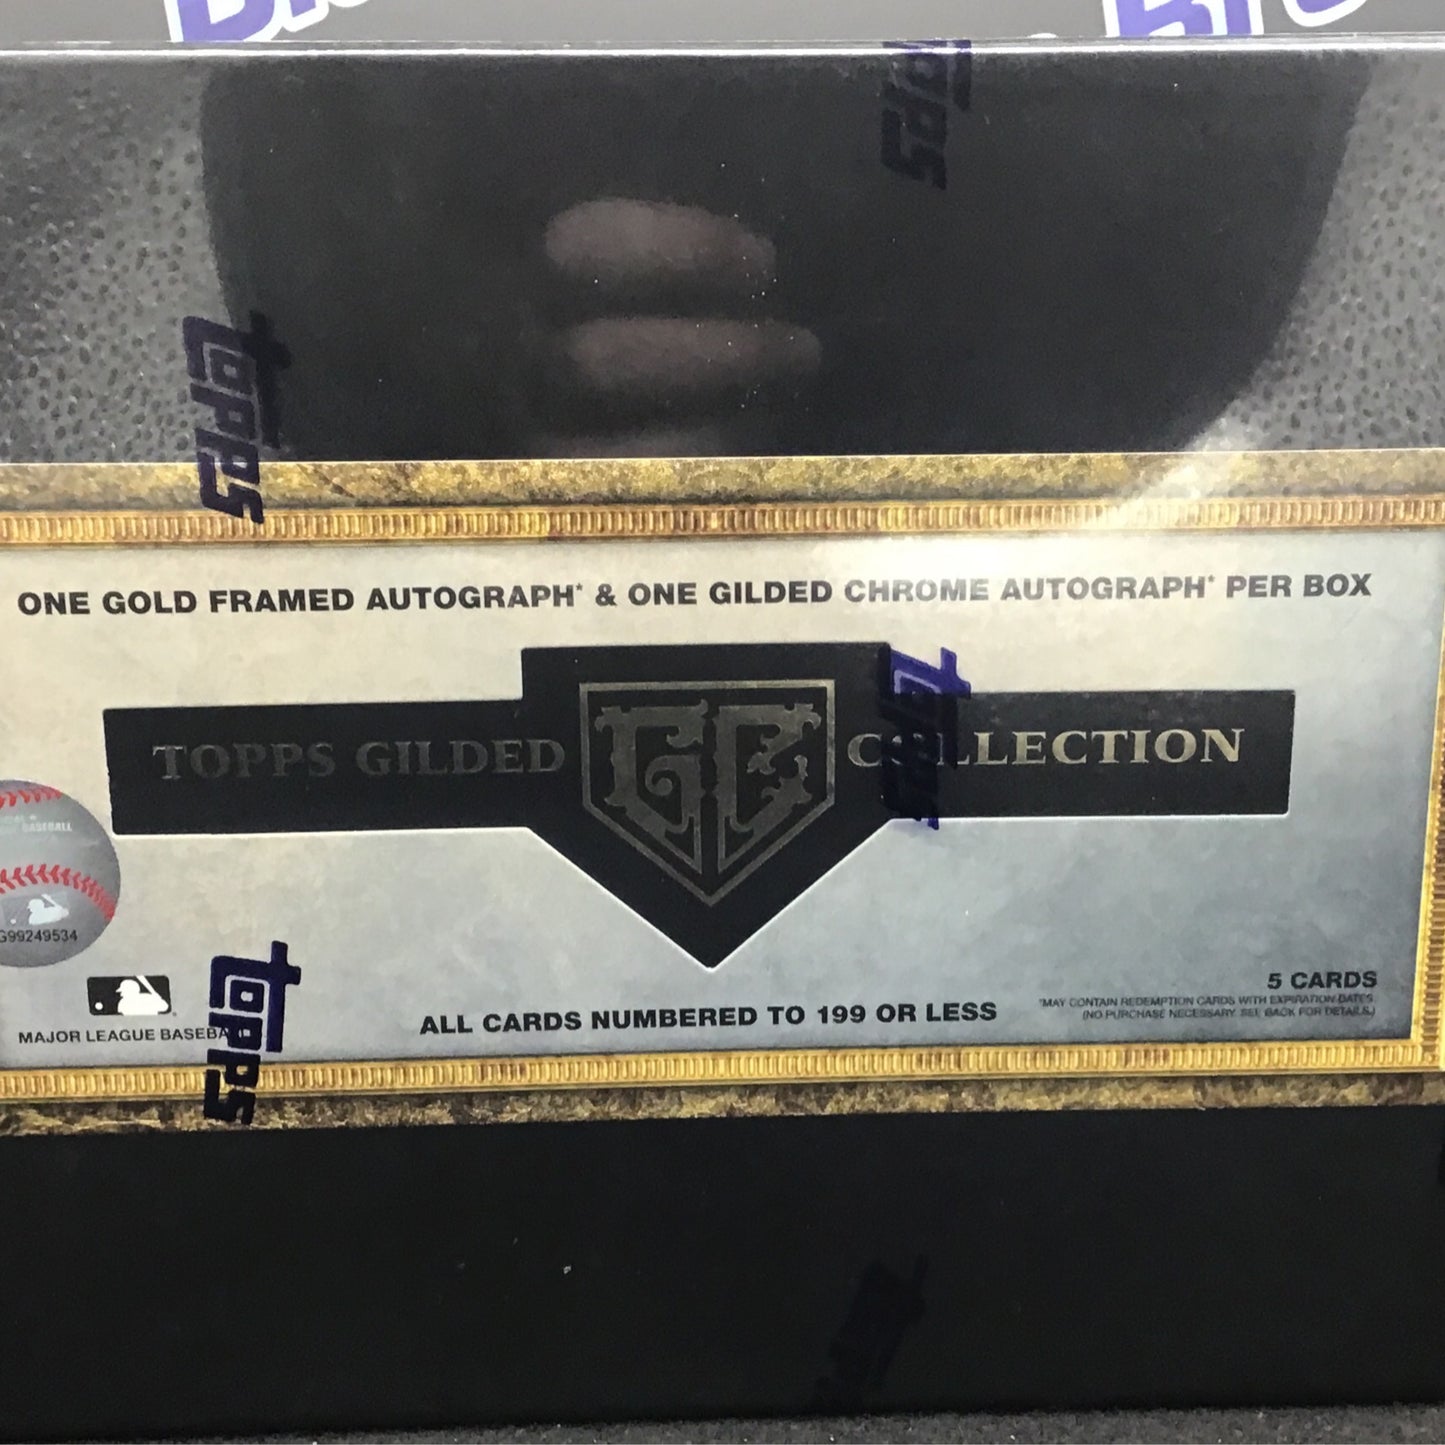 topps
topps
ONE GOLD FRAMED AUTOGRAPH* & ONE GILDED CHROME AUTOGRAPH* PER BOX
TOPPS GILDED GC COLLECTION
topps
BASEBALL
G99249534
MAJOR LEAGUE BASEBALL
topps
ALL CARDS NUMBERED TO 199 OR LESS
5 CARDS
*MAY CONTAIN REDEMPTION CARDS WITH EXPIRATION DATES.
(NO PURCHASE NECESSARY. SEE BACK FOR DETAILS.)